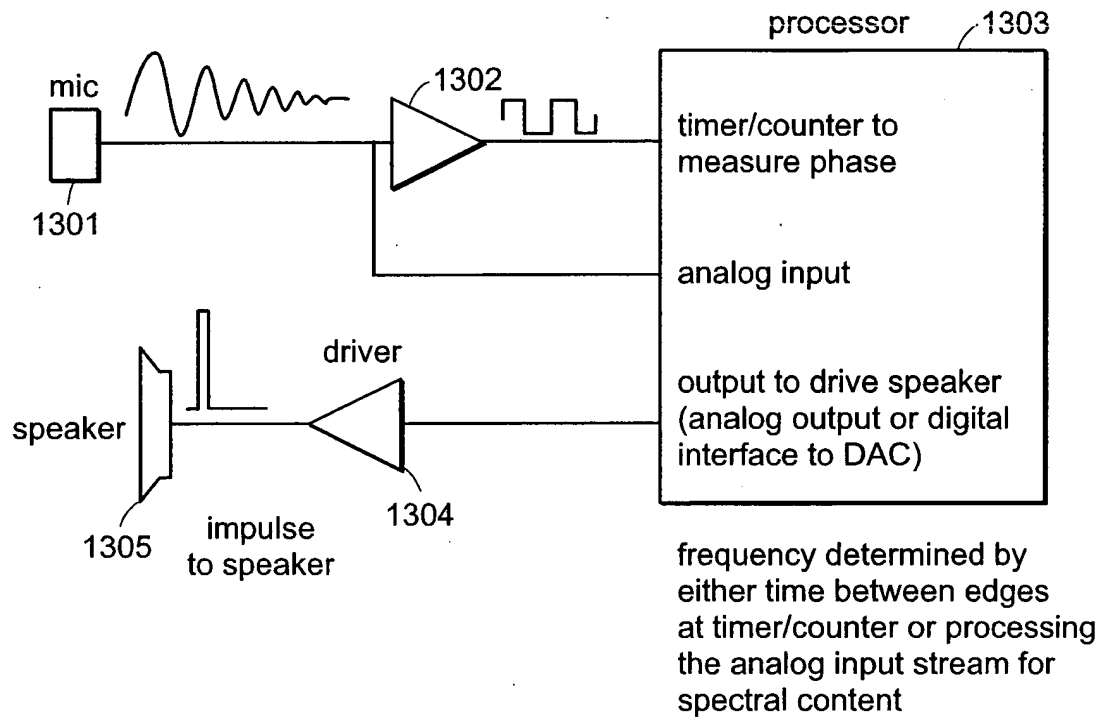 processor
1303
mic
1302
1301
timer/counter to
measure phase
analog input
driver
speaker
output to drive speaker
(analog output or digital
interface to DAC)
1304
1305
impulse
to speaker
frequency determined by
either time between edges
at timer/counter or processing
the analog input stream for
spectral content